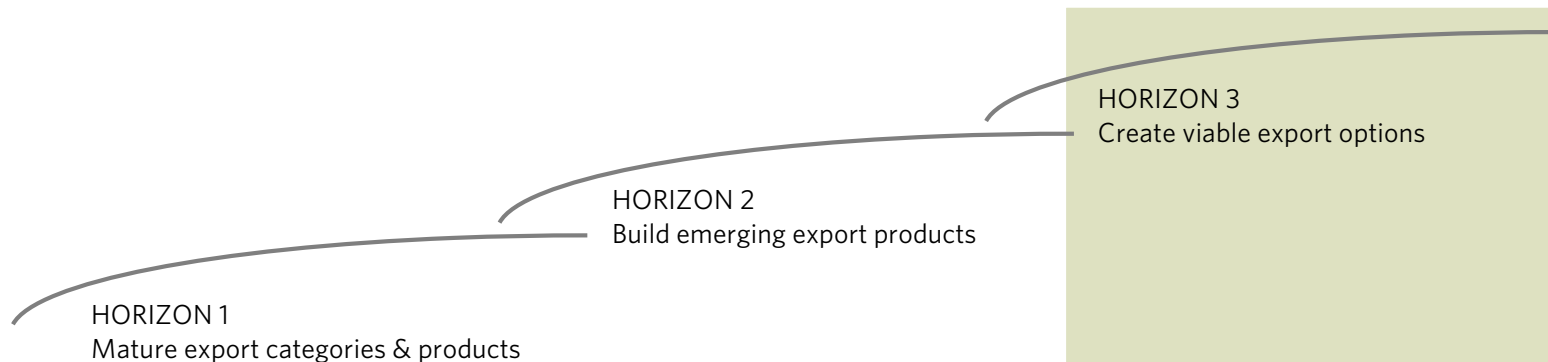 HORIZON 3
Create viable export options
HORIZON 2
Build emerging export products
HORIZON 1
Mature export categories & products